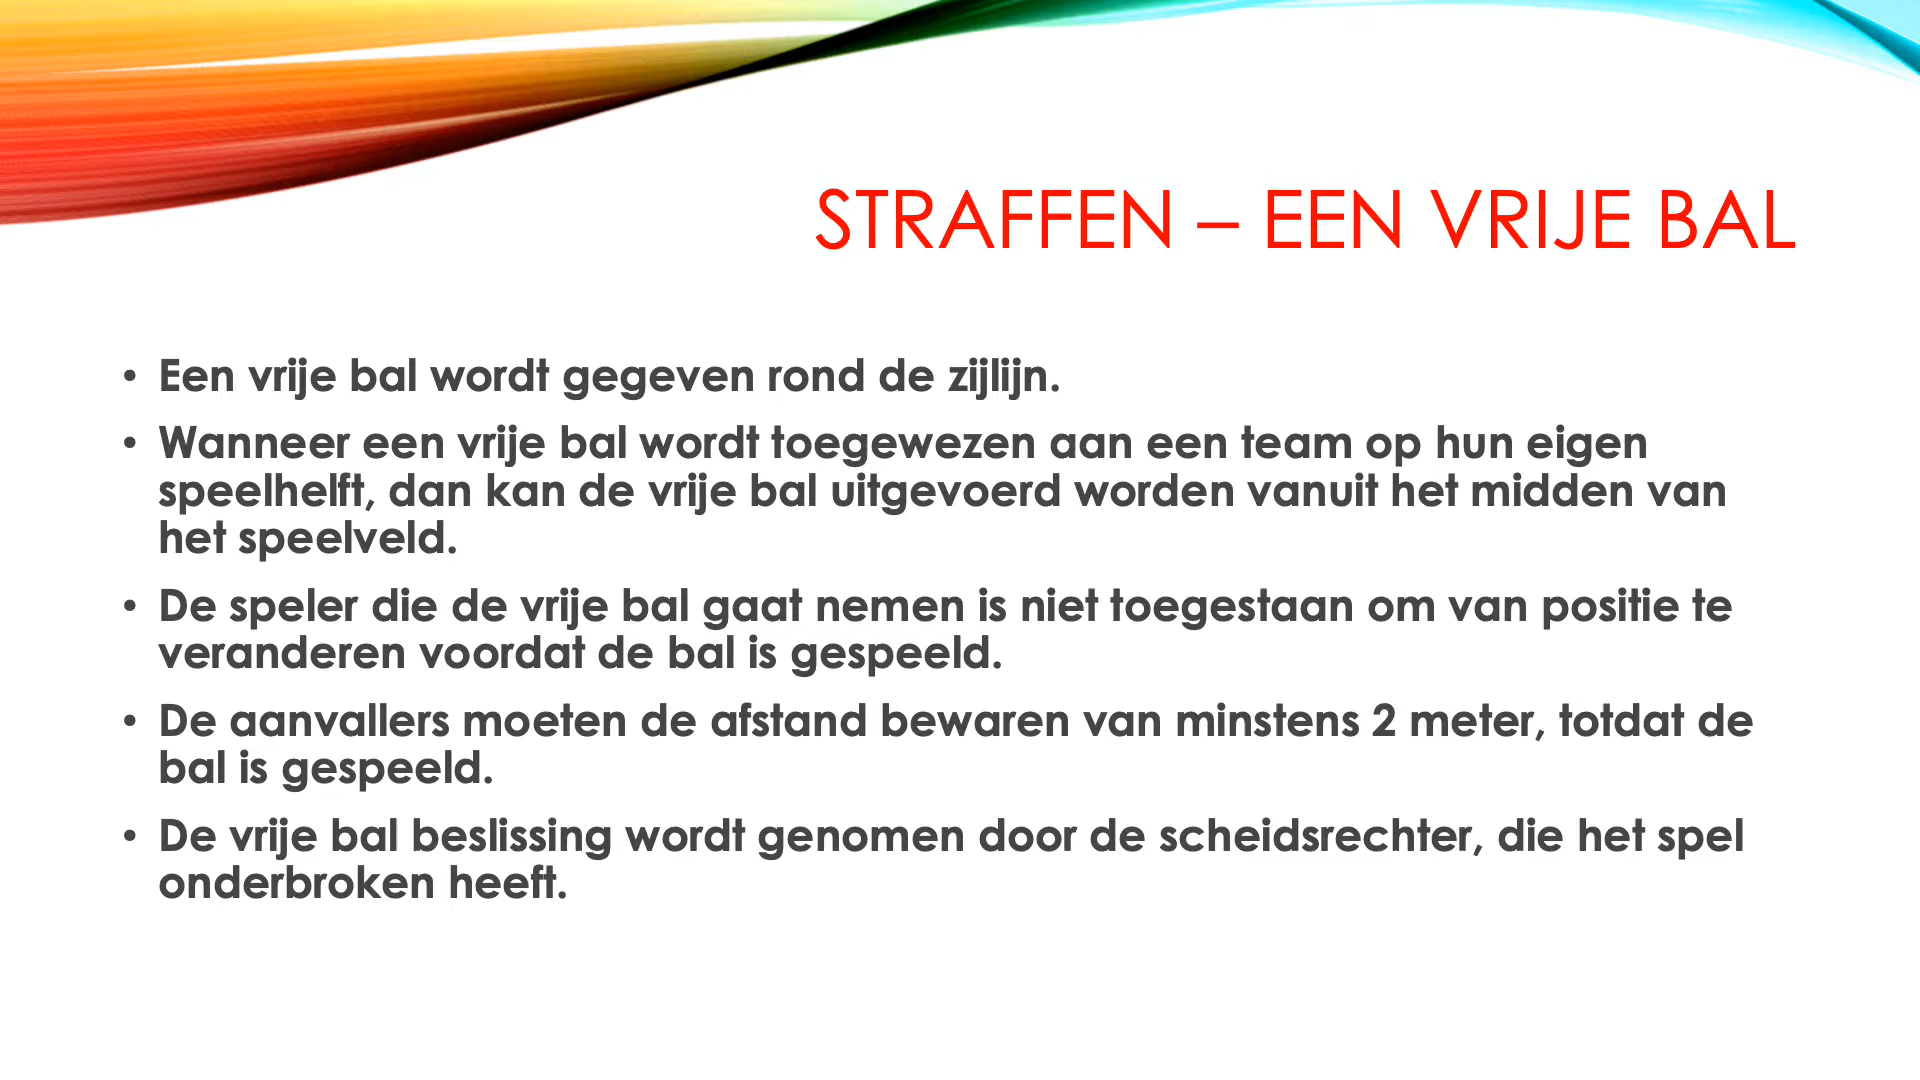 STRAFFEN – EEN VRIJE BAL
• Een vrije bal wordt gegeven rond de zijlijn.
• Wanneer een vrije bal wordt toegewezen aan een team op hun eigen
speelhelft, dan kan de vrije bal uitgevoerd worden vanuit het midden van
het speelveld.
• De speler die de vrije bal gaat nemen is niet toegestaan om van positie te
veranderen voordat de bal is gespeeld.
• De aanvallers moeten de afstand bewaren van minstens 2 meter, totdat de
bal is gespeeld.
• De vrije bal beslissing wordt genomen door de scheidsrechter, die het spel
onderbroken heeft.